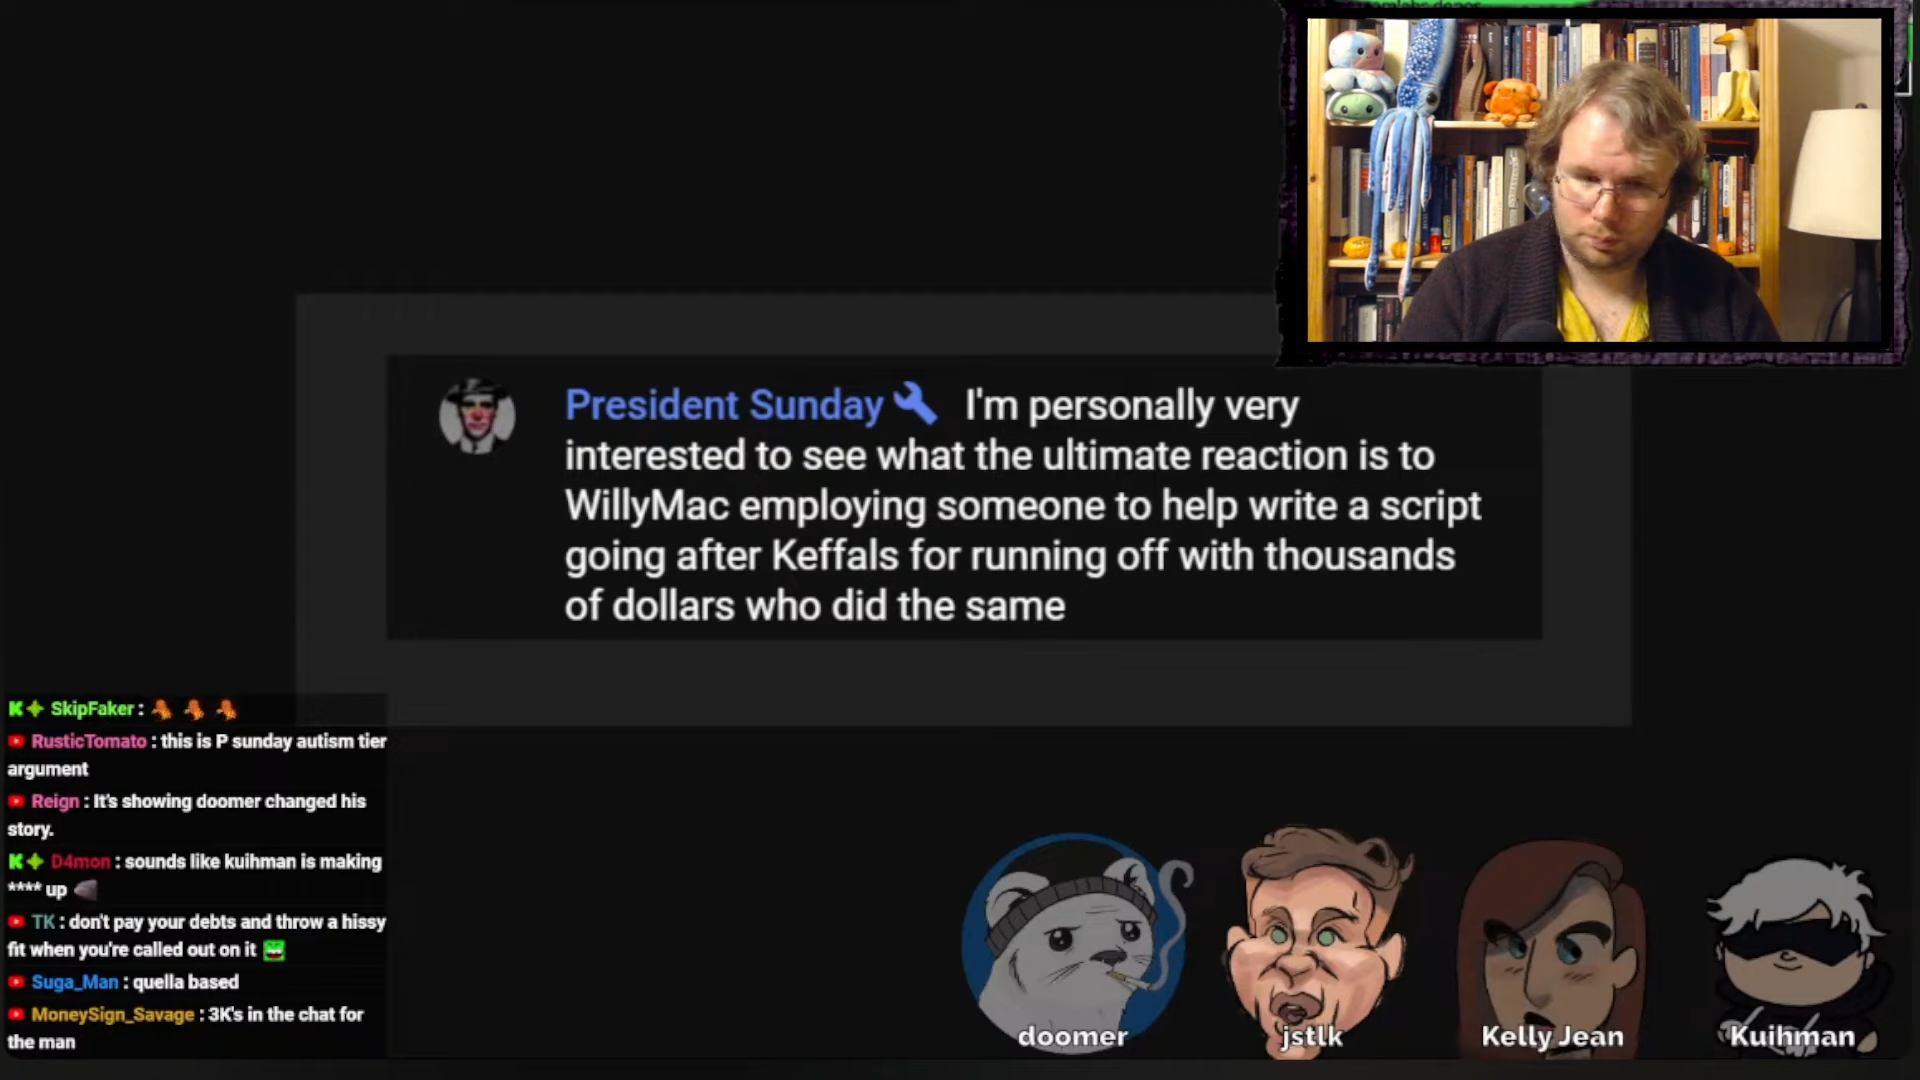 President Sunday I'm personally very
interested to see what the ultimate reaction is to
WillyMac employing someone to help write a script
going after Keffals for running off with thousands
of dollars who did the same
SkipFaker :
RusticTomato : this is P sunday autism tier
argument
Reign : It's showing doomer changed his
story.
D4mon : sounds like kuihman is making
**** up
TK : don't pay your debts and throw a hissy
fit when you're called out on it
Suga_Man : quella based
MoneySign_Savage : 3K's in the chat for
the man
doomer
jstlk
Kelly Jean
Kuihman